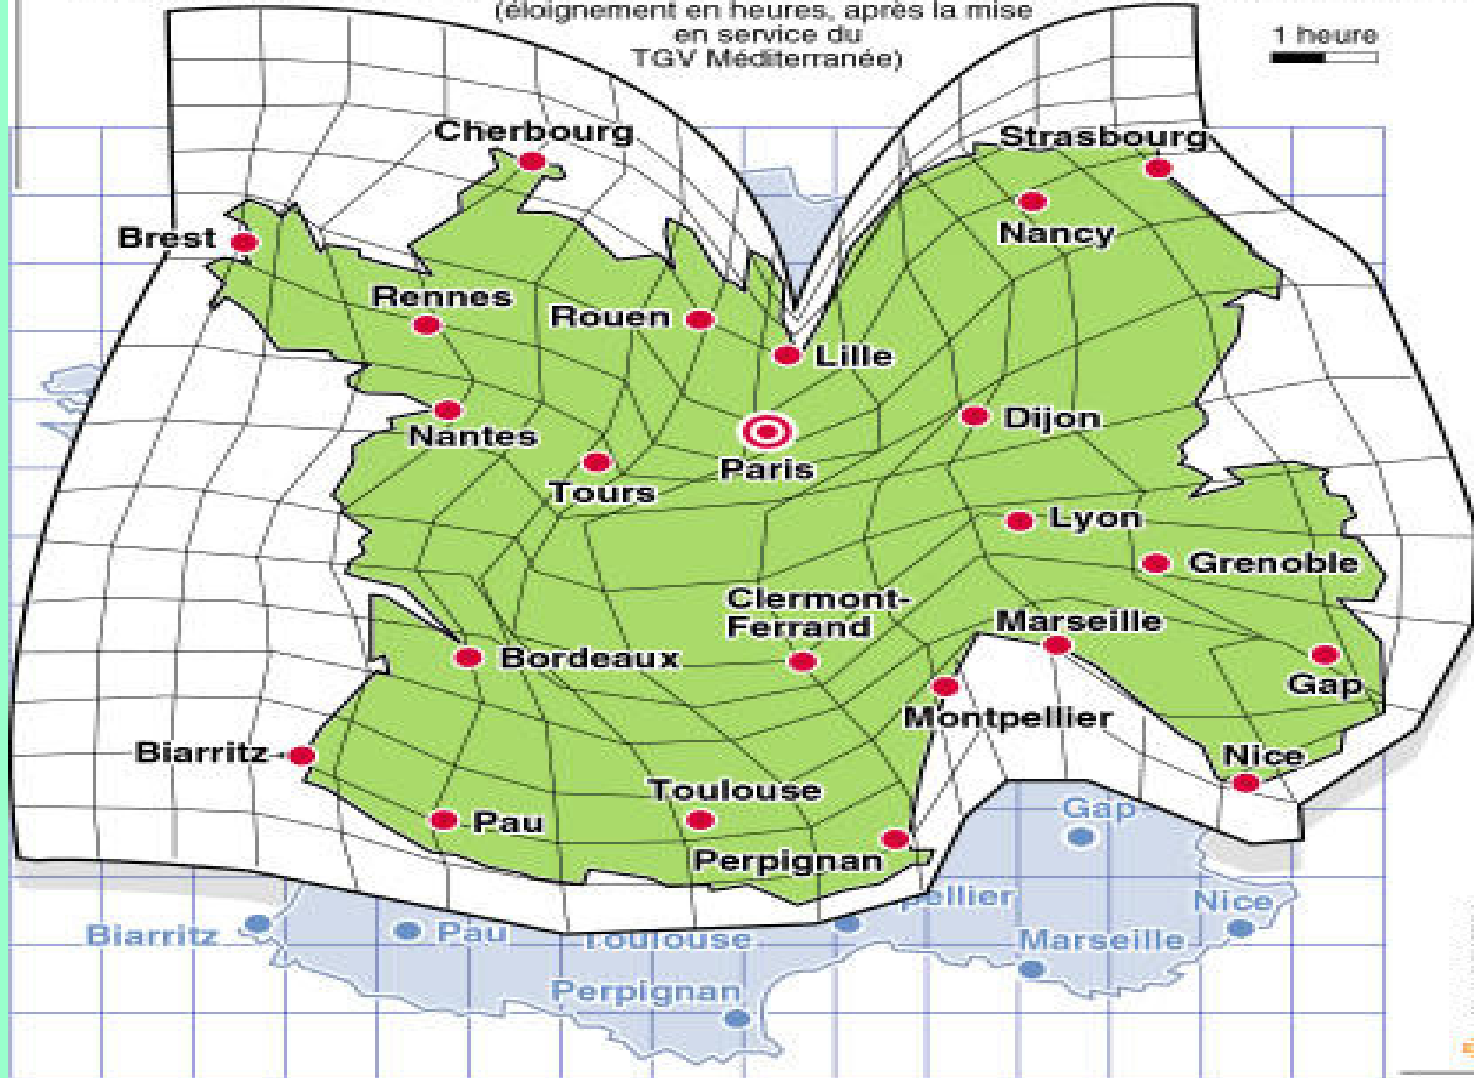 (éloignement en heures, après la mise
en service du
TGV Méditerranée)
1 heure
Cherbourg
Strasbourg
Brest
Nancy
Rennes
Rouen
Lille
Dijon
Nantes
Paris
Tours
Lyon
Grenoble
Clermont-
Ferrand
Marseille
Bordeaux
Gap
Montpellier
Biarritz
Nice
Toulouse
Pau
Gap
Perpignan
pellier
Nice
Biarritz
Pau
Toulouse
Marseille
Perpignan